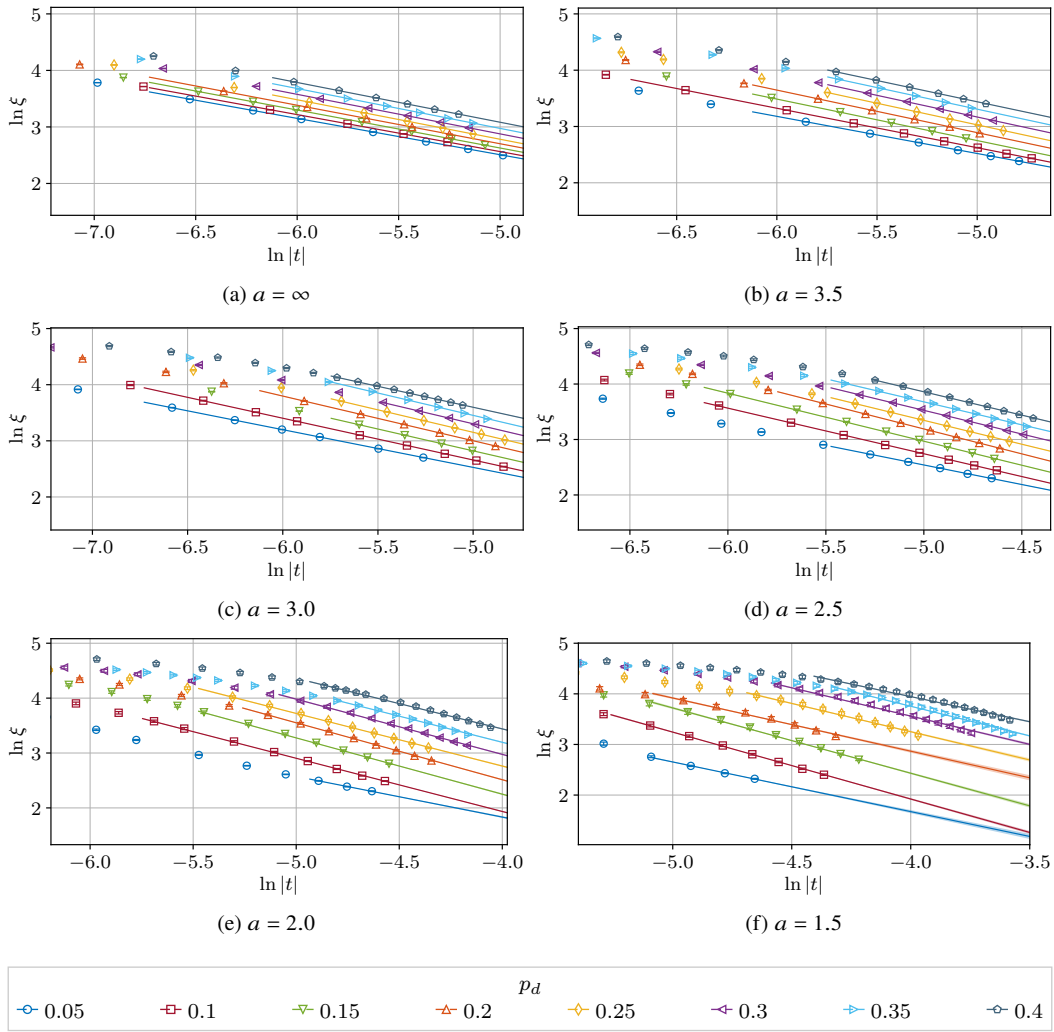 5
4
3
2
ln ξ
−7.0 −6.5 −6.0 −5.5 −5.0
ln |t|
(a) a = ∞
5
4
3
2
ln ξ
−6.5 −6.0 −5.5 −5.0
ln |t|
(b) a = 3.5
5
4
3
2
ln ξ
−7.0 −6.5 −6.0 −5.5 −5.0
ln |t|
(c) a = 3.0
5
4
3
2
ln ξ
−6.5 −6.0 −5.5 −5.0 −4.5
ln |t|
(d) a = 2.5
5
4
3
2
ln ξ
−6.0 −5.5 −5.0 −4.5 −4.0
ln |t|
(e) a = 2.0
5
4
3
2
ln ξ
−5.0 −4.5 −4.0 −3.5
ln |t|
(f) a = 1.5
p_d
0.05 0.1 0.15 0.2 0.25 0.3 0.35 0.4